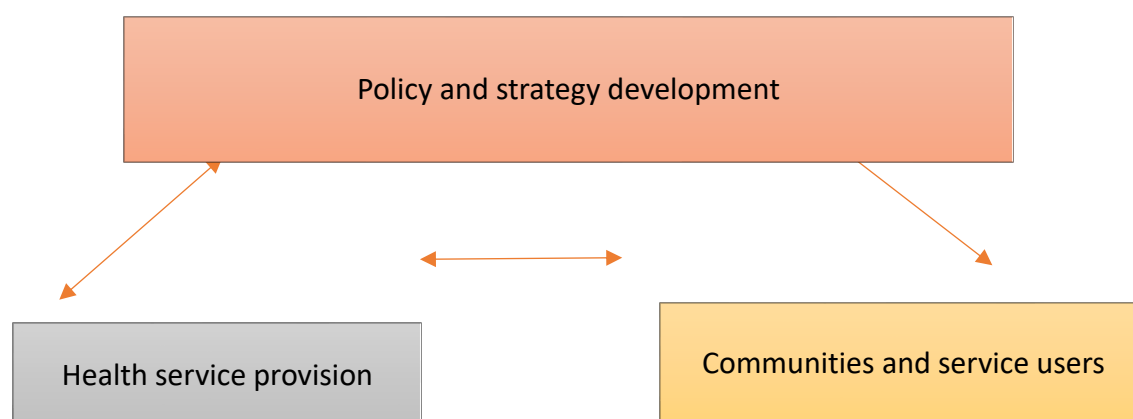 Policy and strategy development
Health service provision
Communities and service users